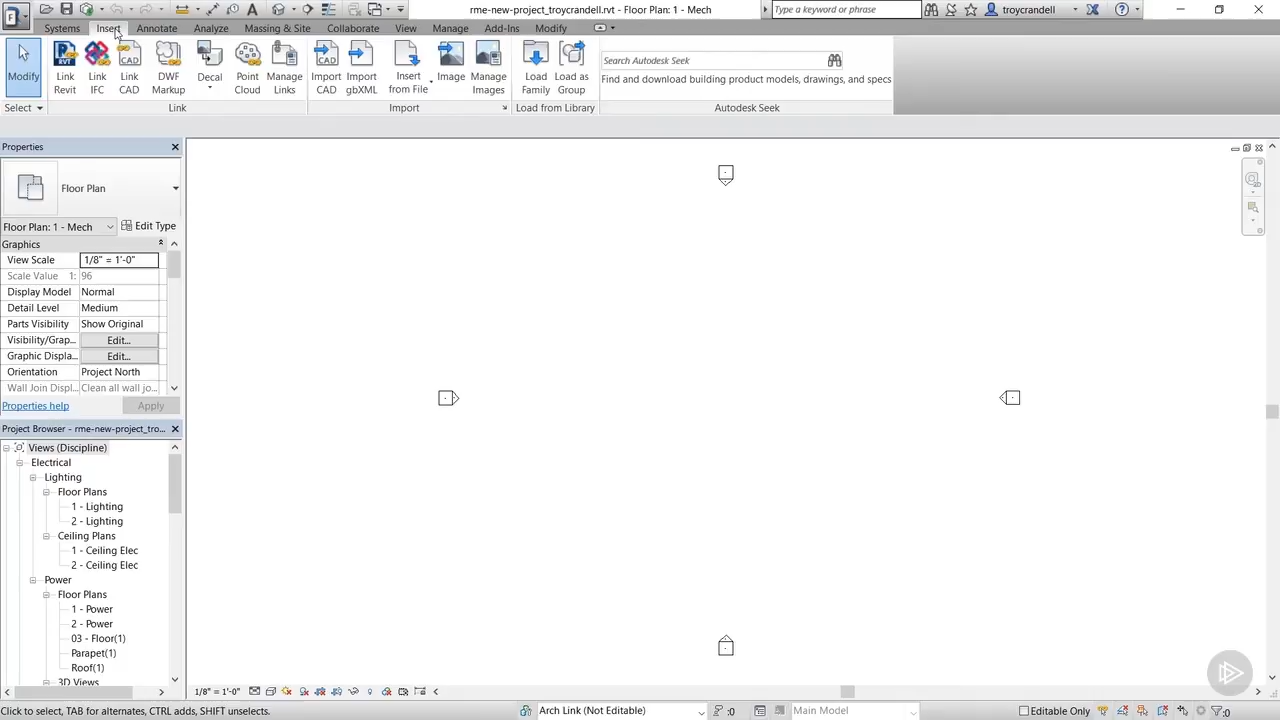 rme-new-project_troycrandell.rvt - Floor Plan: 1 - Mech
Type a keyword or phrase
troycrandell
Systems Insert Annotate Analyze Massing & Site Collaborate View Manage Add-Ins Modify
Modify
Link Revit
Link IFC
Link CAD
DWF Markup
Decal
Point Cloud
Manage Links
Import CAD
Import gbXML
Insert from File
Image
Manage Images
Load Family
Load as Group
Search Autodesk Seek
Find and download building product models, drawings, and specs
Select Link Import Load from Library Autodesk Seek
Properties
Floor Plan
Floor Plan: 1 - Mech Edit Type
Graphics
View Scale 1/8" = 1'-0"
Scale Value 1: 96
Display Model Normal
Detail Level Medium
Parts Visibility Show Original
Visibility/Grap... Edit...
Graphic Displa... Edit...
Orientation Project North
Wall Join Displ... Clean all wall jo...
Properties help Apply
Project Browser - rme-new-project_tro...
Views (Discipline)
Electrical
Lighting
Floor Plans
1 - Lighting
2 - Lighting
Ceiling Plans
1 - Ceiling Elec
2 - Ceiling Elec
Power
Floor Plans
1 - Power
2 - Power
03 - Floor(1)
Parapet(1)
Roof(1)
3D Views
1/8" = 1'-0"
Click to select, TAB for alternates, CTRL adds, SHIFT unselects.
Arch Link (Not Editable)
:0
Main Model
Editable Only
:0